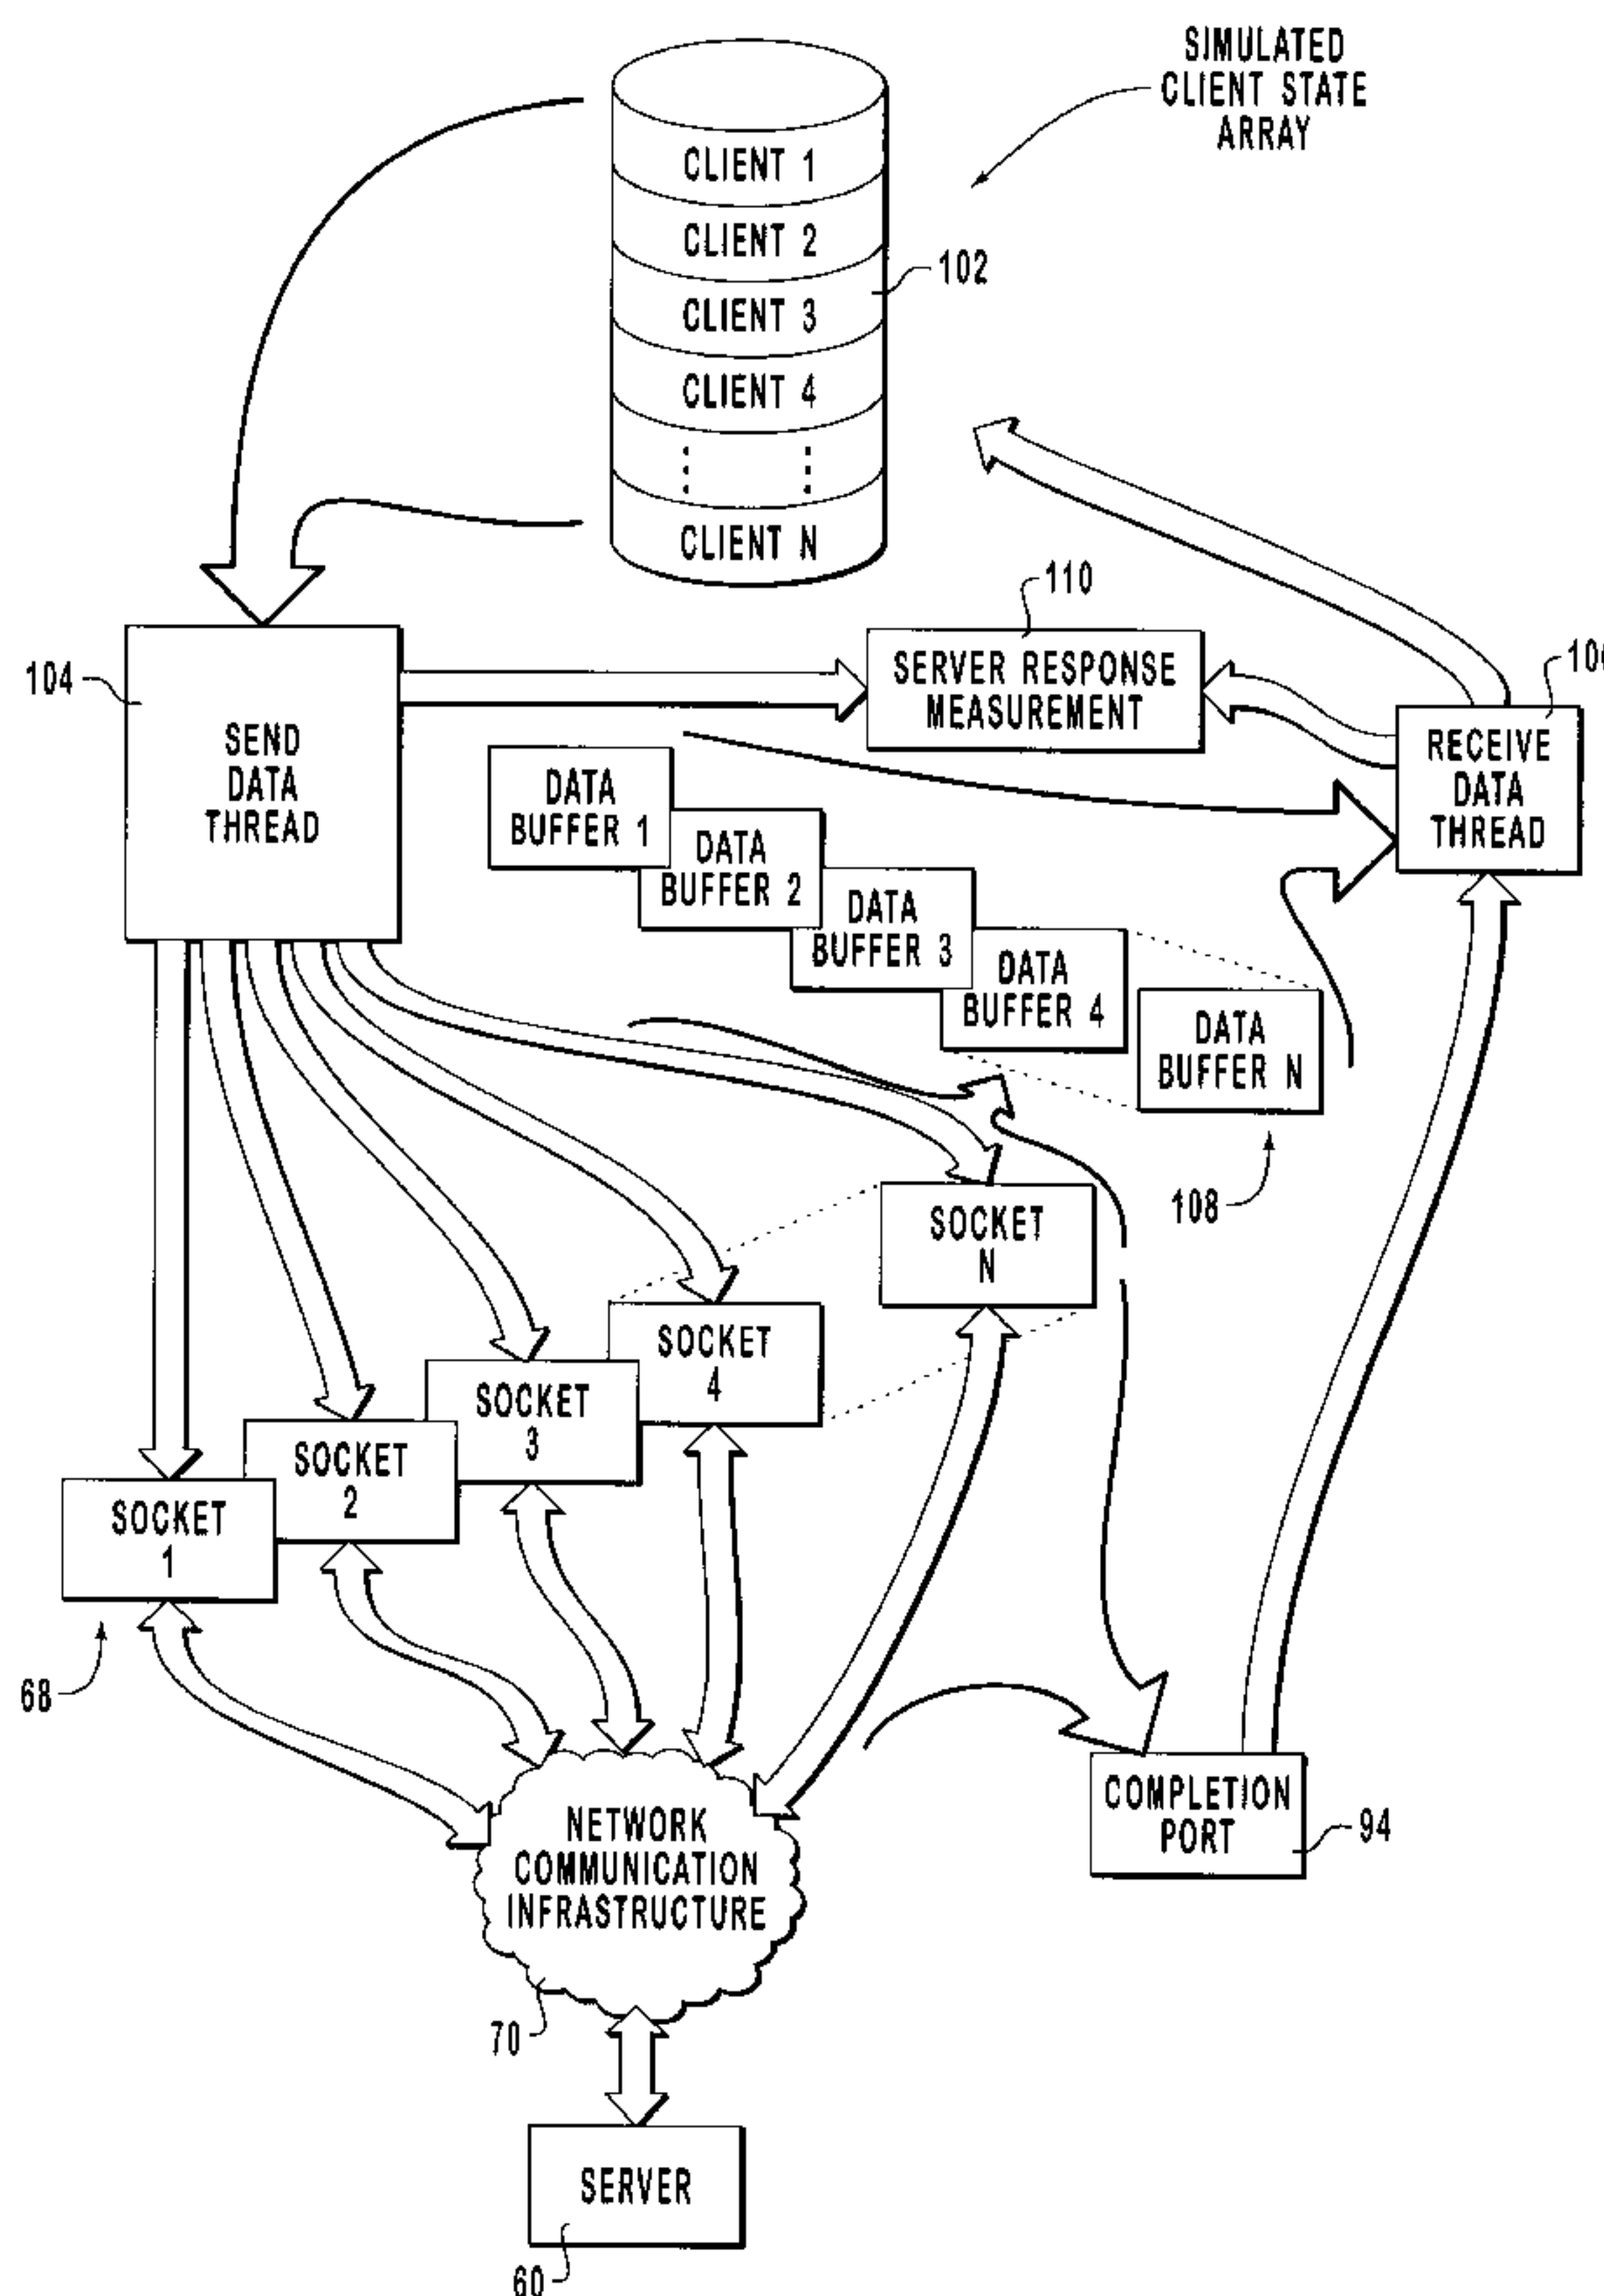 SIMULATED
CLIENT STATE
ARRAY
CLIENT 1
CLIENT 2
102
CLIENT 3
CLIENT 4
CLIENT N
110
SERVER RESPONSE
MEASUREMENT
104
SEND
DATA
THREAD
RECEIVE
DATA
THREAD
DATA
BUFFER 1
DATA
BUFFER 2
DATA
BUFFER 3
DATA
BUFFER 4
DATA
BUFFER N
108
SOCKET
N
SOCKET
4
SOCKET
3
SOCKET
2
SOCKET
1
68
NETWORK
COMMUNICATION
INFRASTRUCTURE
70
COMPLETION
PORT
94
SERVER
60